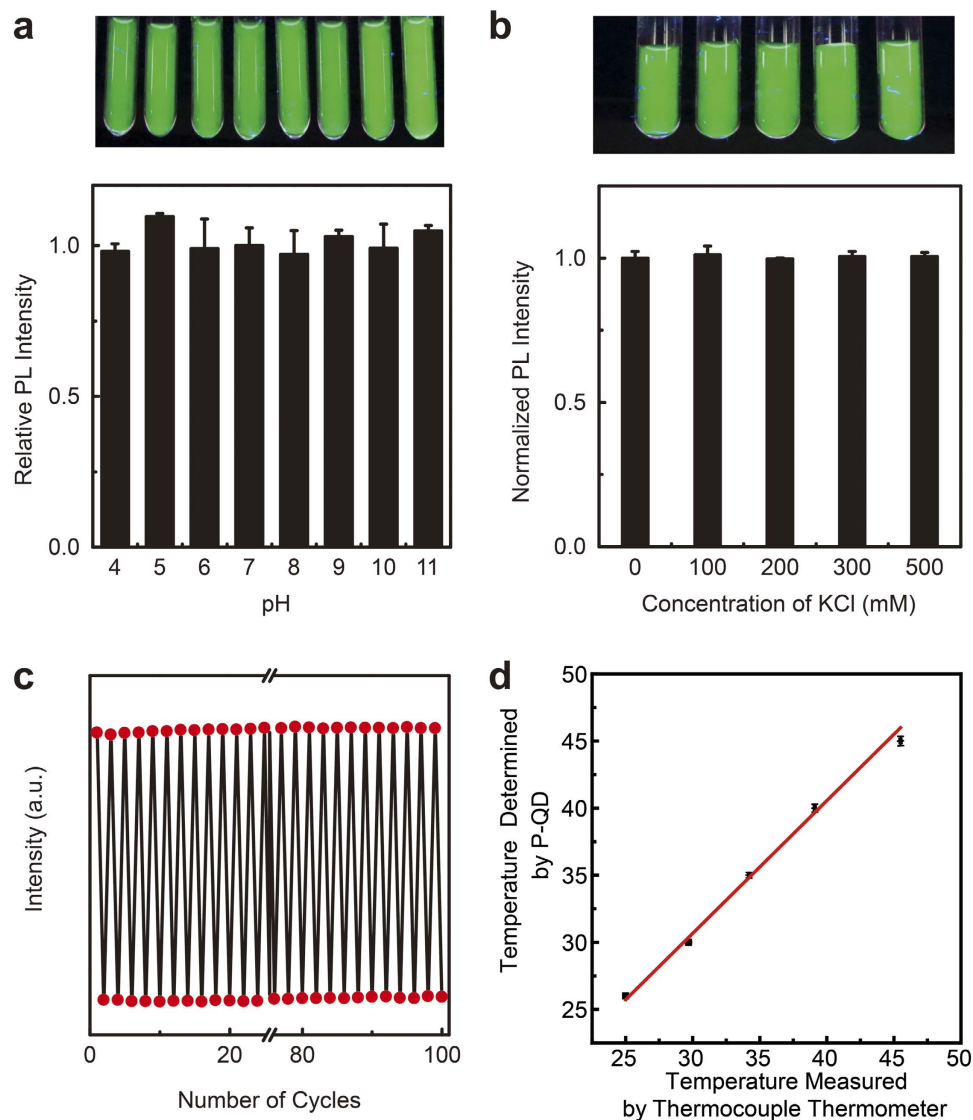 a
Relative PL Intensity
1.0
0.5
0.0
4 5 6 7 8 9 10 11
pH
b
Normalized PL Intensity
1.0
0.5
0.0
0 100 200 300 500
Concentration of KCl (mM)
c
Intensity (a.u.)
0 20 80 100
Number of Cycles
d
Temperature Determined
by P-QD
50
45
40
35
30
25
25 30 35 40 45 50
Temperature Measured
by Thermocouple Thermometer